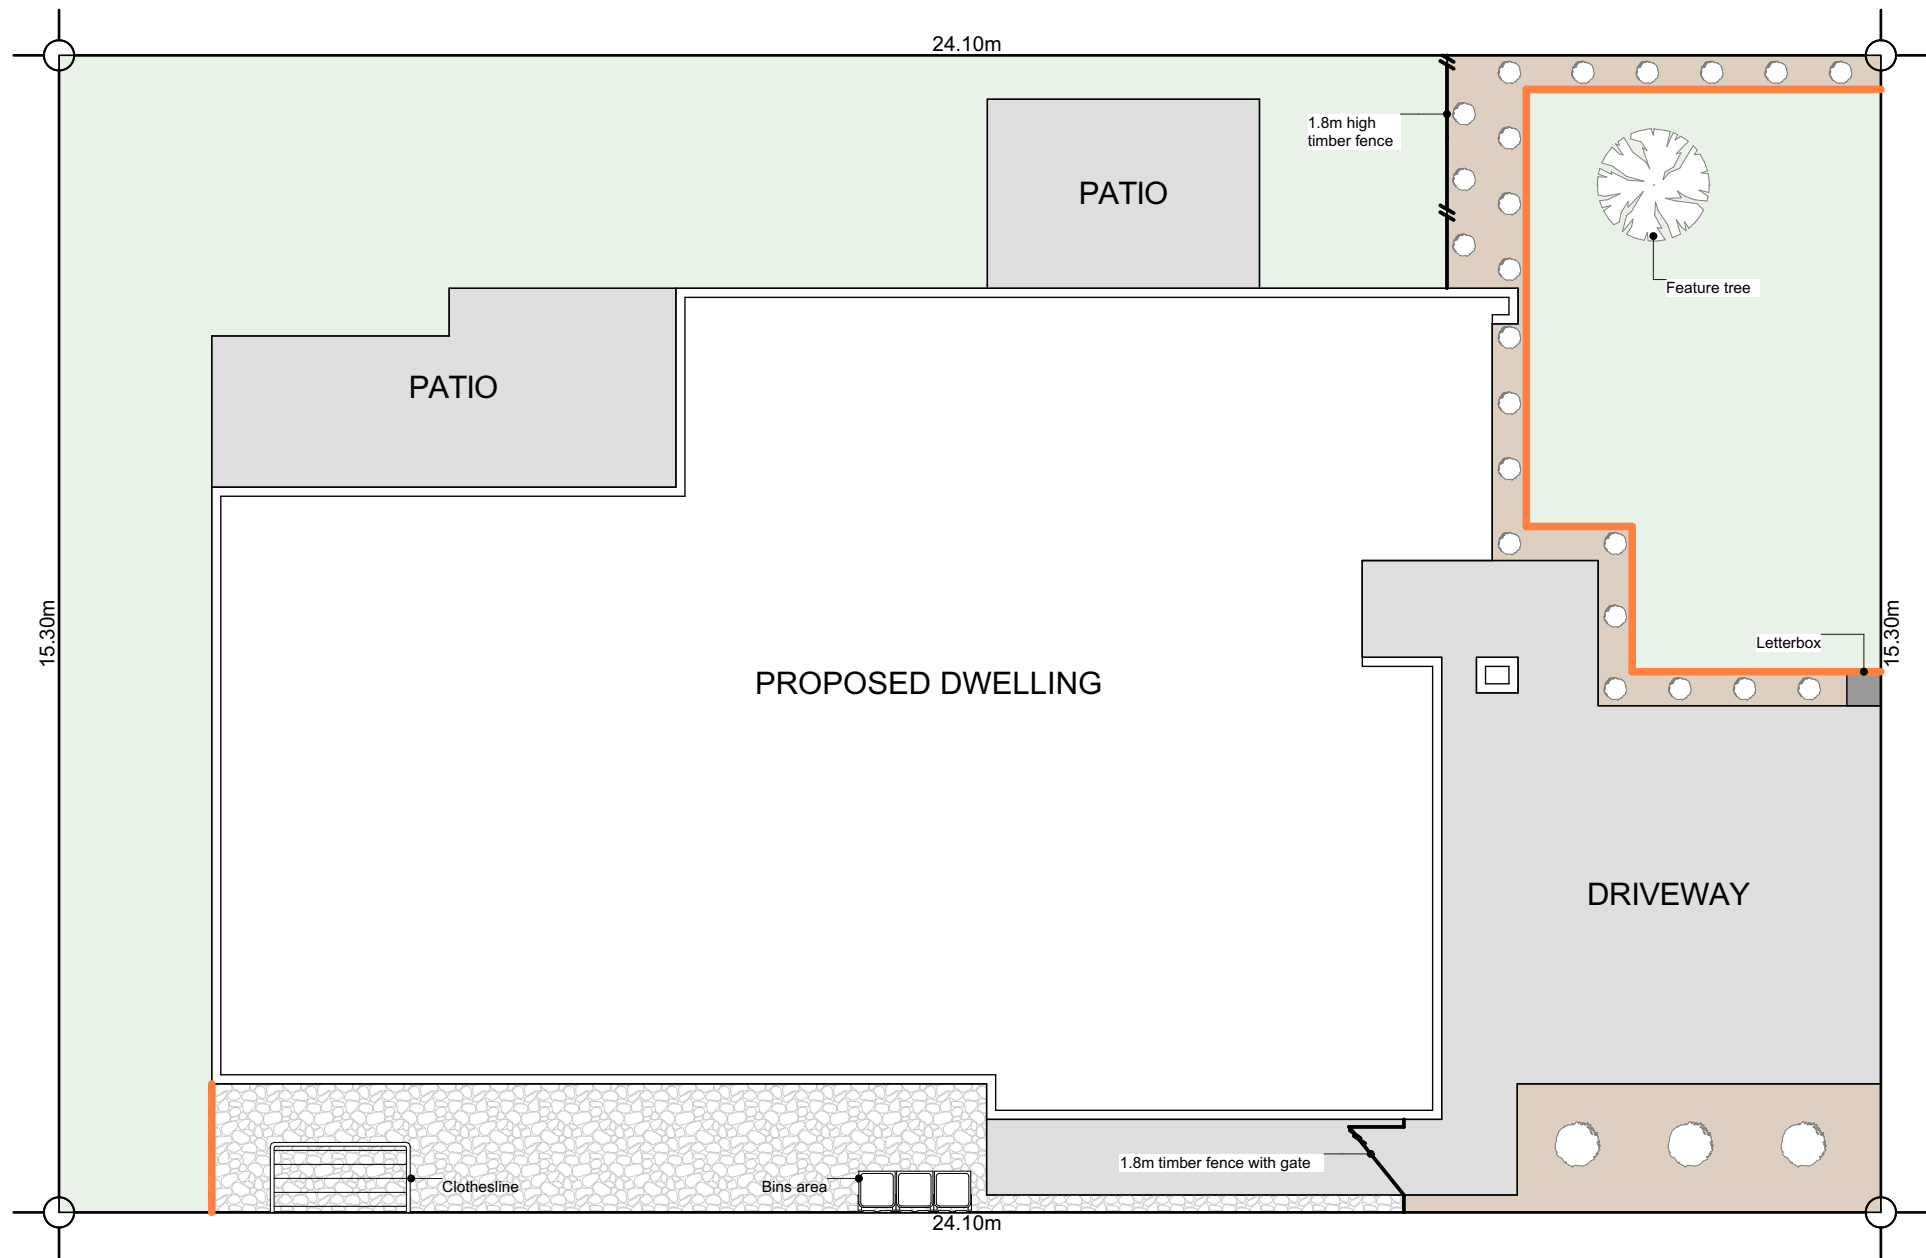 24.10m
1.8m high
timber fence
PATIO
Feature tree
PATIO
15.30m
15.30m
Letterbox
PROPOSED DWELLING
DRIVEWAY
1.8m timber fence with gate
Clothesline
Bins area
24.10m